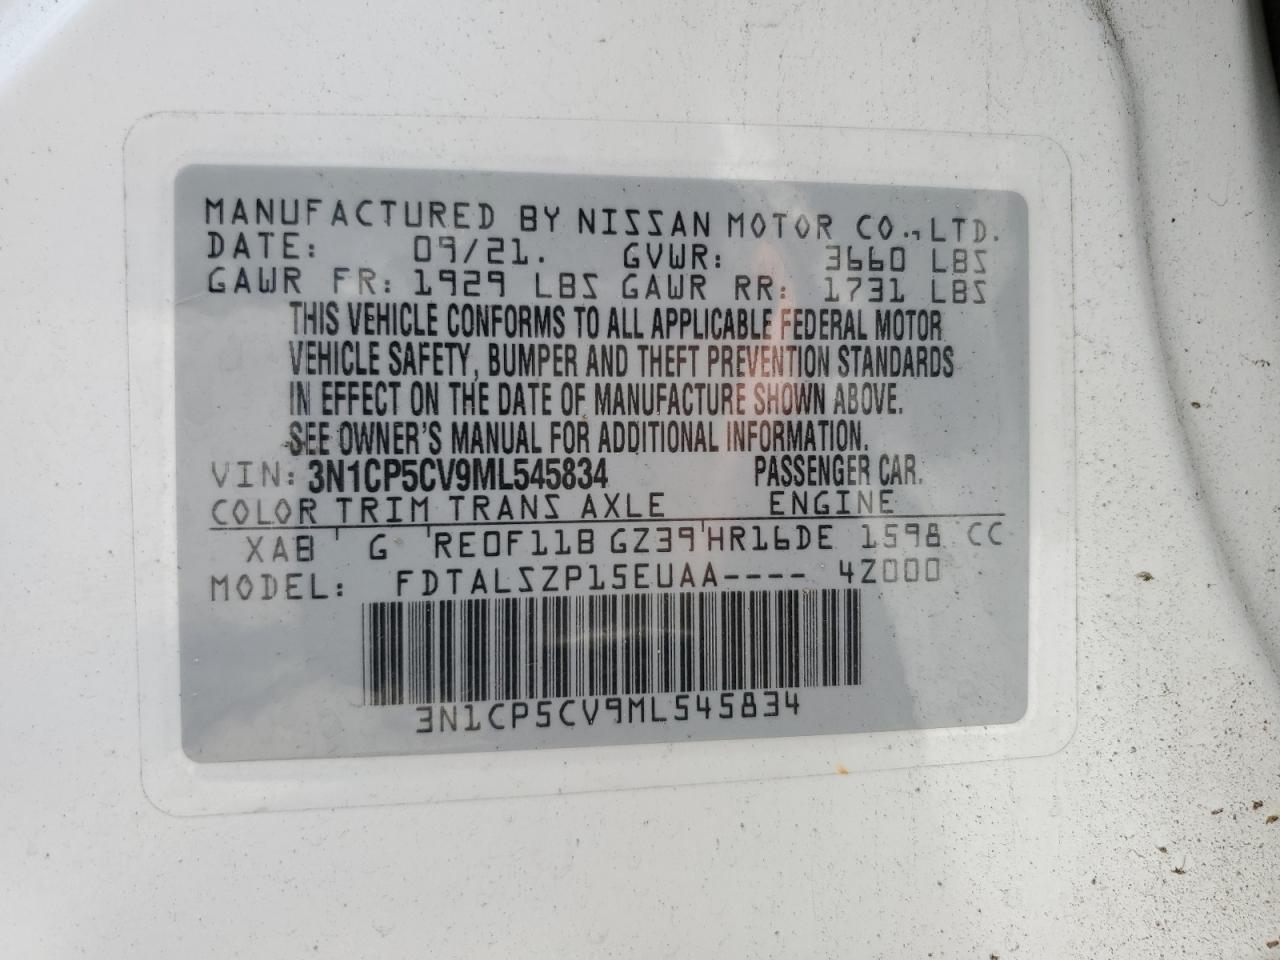 MANUFACTURED BY NISSAN MOTOR CO., LTD.
DATE: 09/21. GVWR: 3660 LBS
GAWR FR: 1929 LBS GAWR RR: 1731 LBS
THIS VEHICLE CONFORMS TO ALL APPLICABLE FEDERAL MOTOR
VEHICLE SAFETY, BUMPER AND THEFT PREVENTION STANDARDS
IN EFFECT ON THE DATE OF MANUFACTURE SHOWN ABOVE.
SEE OWNER'S MANUAL FOR ADDITIONAL INFORMATION.
VIN: 3N1CP5CV9ML545834 PASSENGER CAR.
COLOR TRIM TRANS AXLE ENGINE
XAB ' G ' RE0F11B GZ39 ' HR16DE 1598 CC
MODEL: FDTALSZP15EUAA---- 4Z000
3N1CP5CV9ML545834